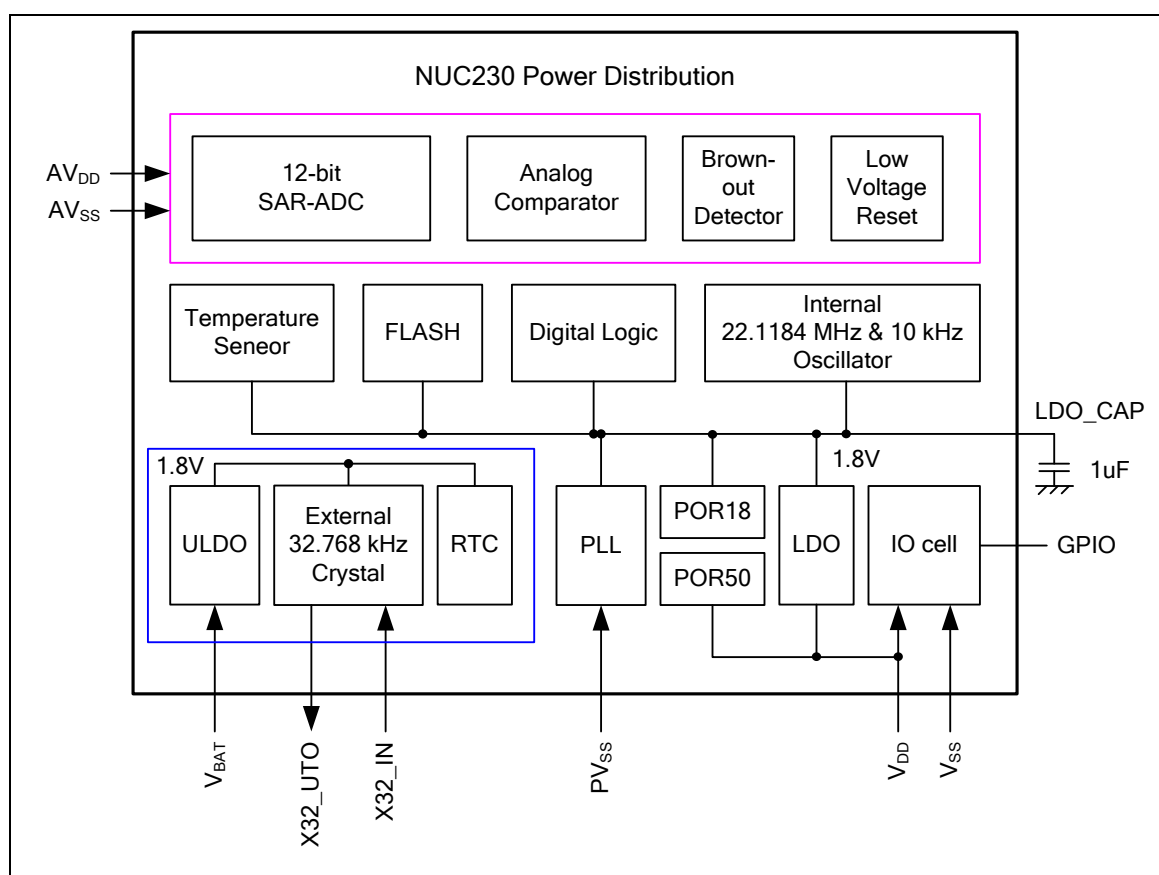 NUC230 Power Distribution
AVDD
AVSS
12-bit
SAR-ADC
Analog
Comparator
Brown-
out
Detector
Low
Voltage
Reset
Temperature
Seneor
FLASH
Digital Logic
Internal
22.1184 MHz & 10 kHz
Oscillator
LDO_CAP
1uF
1.8V
1.8V
ULDO
External
32.768 kHz
Crystal
RTC
PLL
POR18
POR50
LDO
IO cell
GPIO
VBAT
X32_UTO
X32_IN
PVSS
VDD
VSS